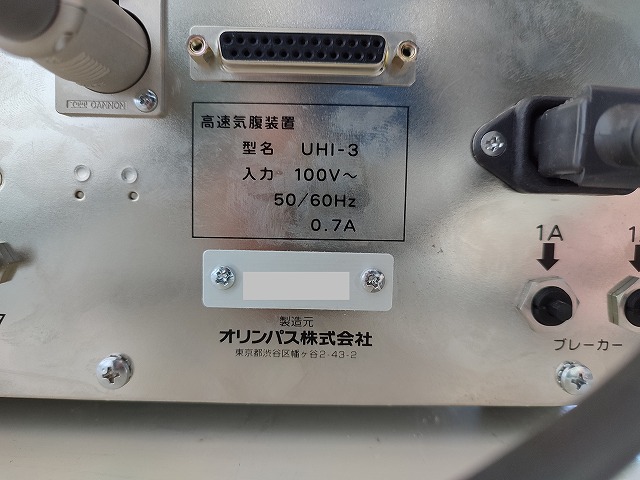 CANNON
高速気腹装置
型名 UHI-3
入力 100V～
50/60Hz
0.7A
1A
製造元
オリンパス株式会社
東京都渋谷区幡ヶ谷2-43-2
ブレーカー
7